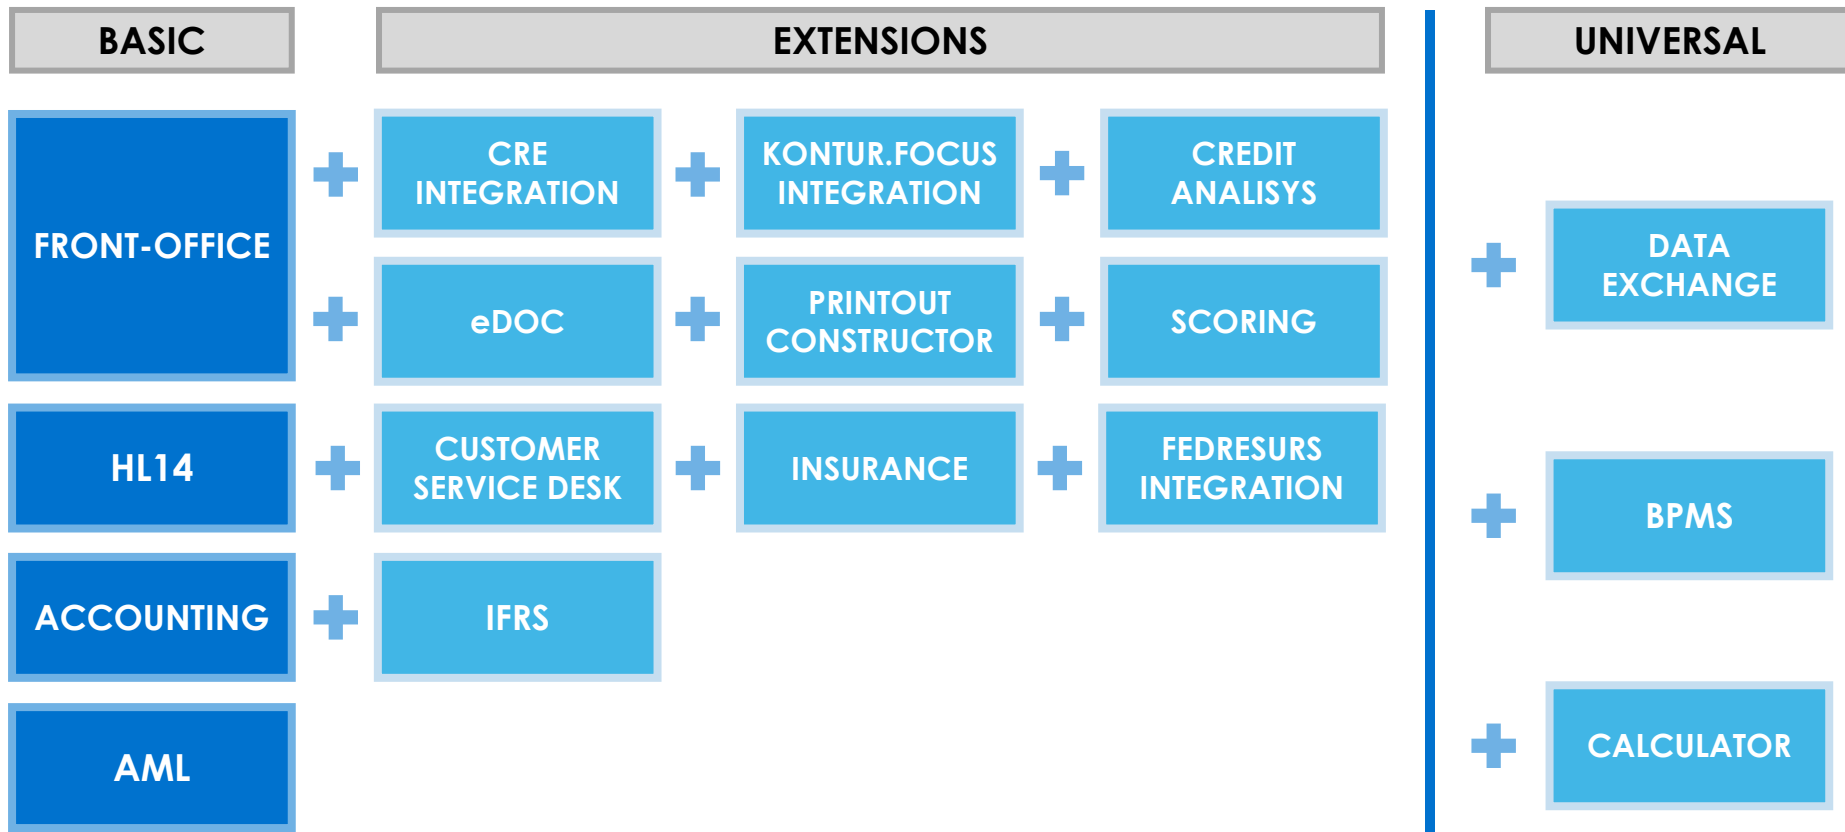 BASIC
EXTENSIONS
UNIVERSAL
FRONT-OFFICE
CRE
INTEGRATION
KONTUR.FOCUS
INTEGRATION
CREDIT
ANALISYS
eDOC
PRINTOUT
CONSTRUCTOR
SCORING
HL14
CUSTOMER
SERVICE DESK
INSURANCE
FEDRESURS
INTEGRATION
ACCOUNTING
IFRS
AML
DATA
EXCHANGE
BPMS
CALCULATOR